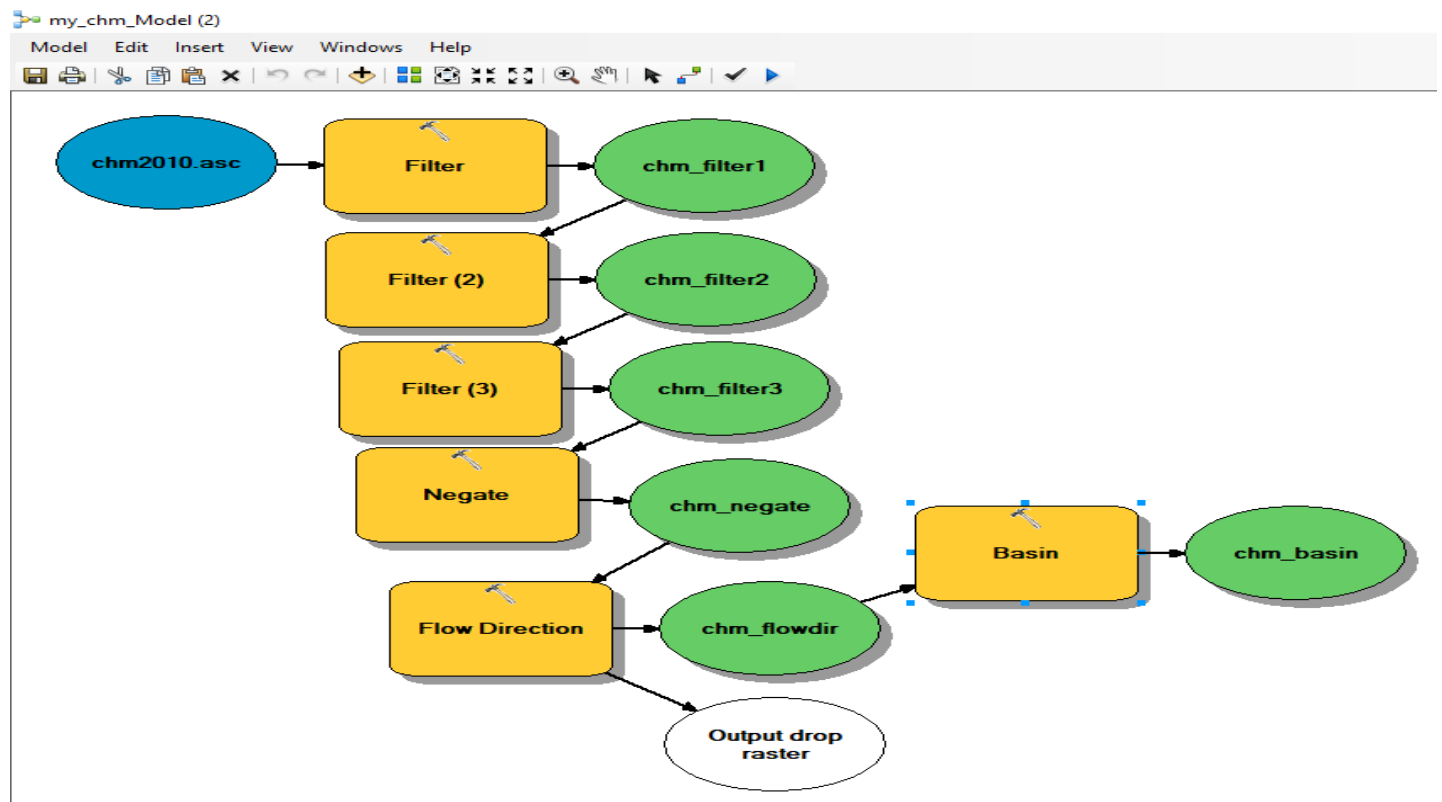 my_chm_Model (2)
Model Edit Insert View Windows Help
chm2010.asc
Filter
chm_filter1
Filter (2)
chm_filter2
Filter (3)
chm_filter3
Negate
chm_negate
Basin
chm_basin
Flow Direction
chm_flowdir
Output drop
raster